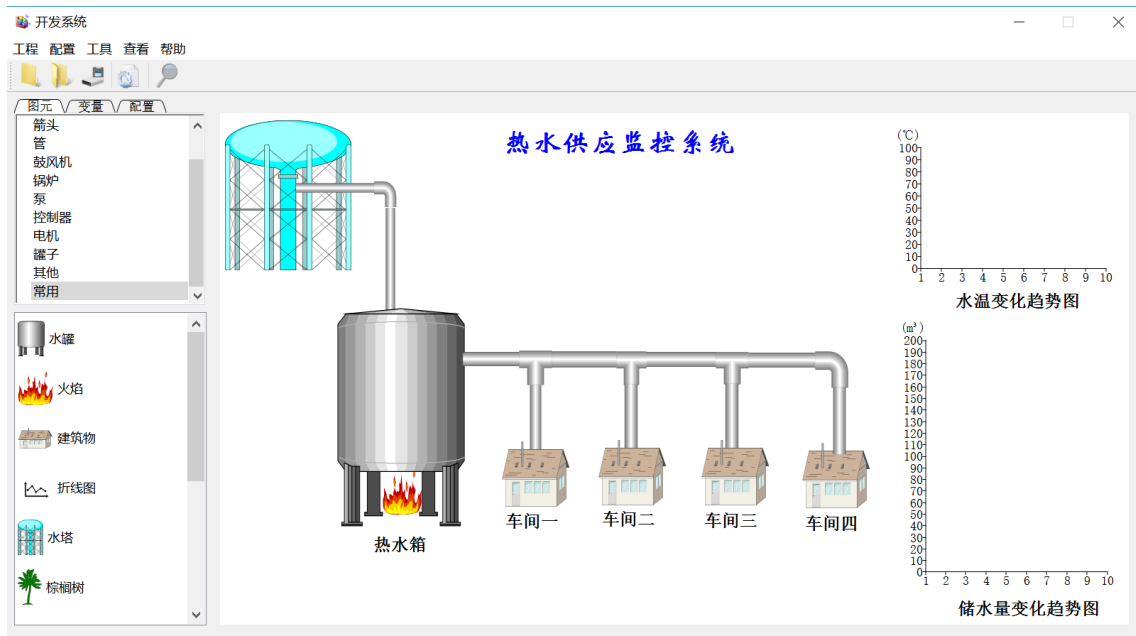 开发系统
工程 配置 工具 查看 帮助
图元 变量 配置
箭头
管
鼓风机
锅炉
泵
控制器
电机
罐子
其他
常用
水罐
火焰
建筑物
折线图
水塔
棕榈树
热水供应监控系统
热水箱
车间一
车间二
车间三
车间四
(℃)
100
90
80
70
60
50
40
30
20
10
0
1 2 3 4 5 6 7 8 9 10
水温变化趋势图
(m³)
200
190
180
170
160
150
140
130
120
110
100
90
80
70
60
50
40
30
20
10
0
1 2 3 4 5 6 7 8 9 10
储水量变化趋势图